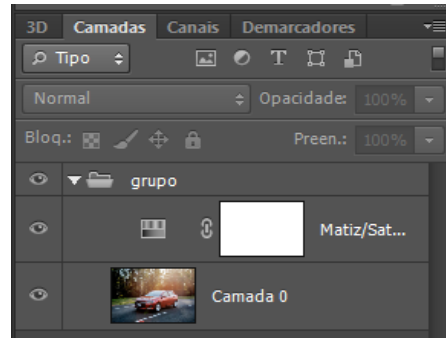 3D Camadas Canais Demarcadores
Tipo T
Normal Opacidade: 100%
Bloq.: Preen.: 100%
grupo
Matiz/Sat...
Camada 0